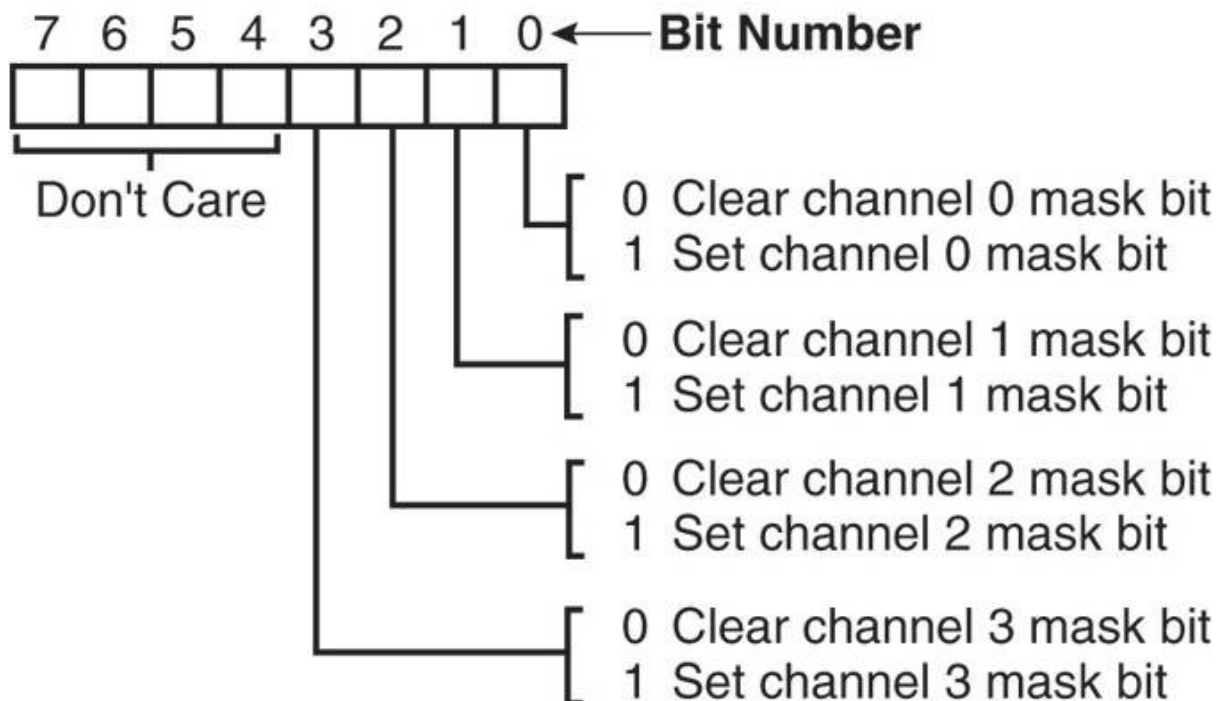 7 6 5 4 3 2 1 0 Bit Number
Don't Care
0 Clear channel 0 mask bit
1 Set channel 0 mask bit
0 Clear channel 1 mask bit
1 Set channel 1 mask bit
0 Clear channel 2 mask bit
1 Set channel 2 mask bit
0 Clear channel 3 mask bit
1 Set channel 3 mask bit